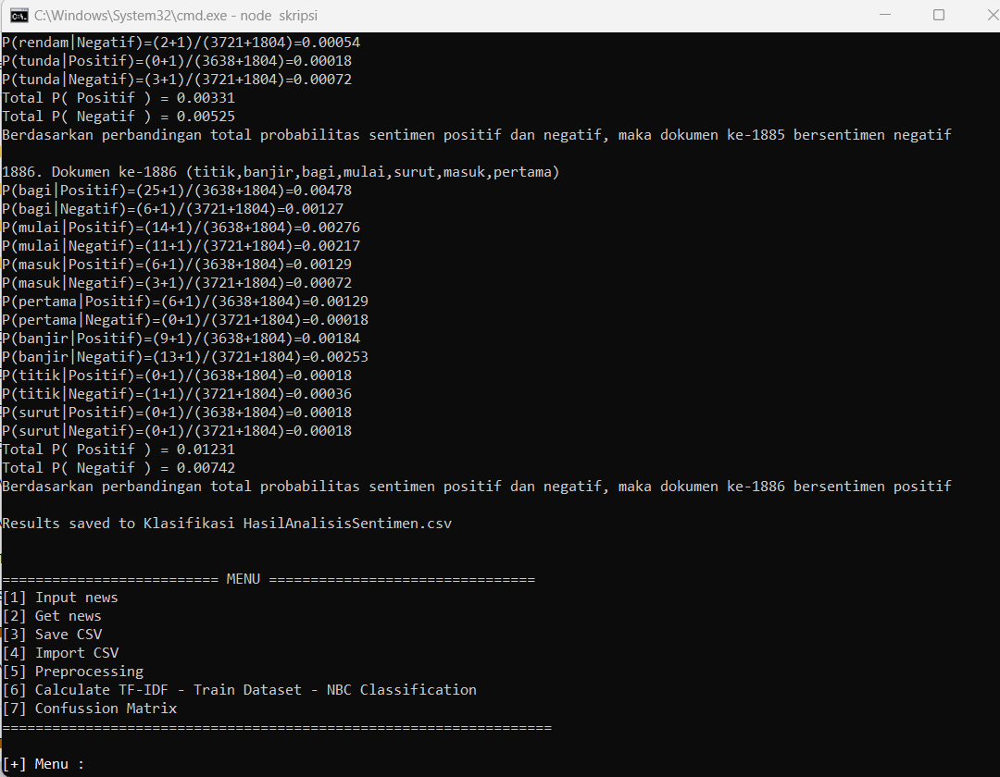 C:\Windows\System32\cmd.exe - node  skripsi
P(rendam|Negatif)=(2+1)/(3721+1804)=0.00054
P(tunda|Positif)=(0+1)/(3638+1804)=0.00018
P(tunda|Negatif)=(3+1)/(3721+1804)=0.00072
Total P( Positif ) = 0.00331
Total P( Negatif ) = 0.00525
Berdasarkan perbandingan total probabilitas sentimen positif dan negatif, maka dokumen ke-1885 bersentimen negatif
1886. Dokumen ke-1886 (titik,banjir,bagi,mulai,surut,masuk,pertama)
P(bagi|Positif)=(25+1)/(3638+1804)=0.00478
P(bagi|Negatif)=(6+1)/(3721+1804)=0.00127
P(mulai|Positif)=(14+1)/(3638+1804)=0.00276
P(mulai|Negatif)=(11+1)/(3721+1804)=0.00217
P(masuk|Positif)=(6+1)/(3638+1804)=0.00129
P(masuk|Negatif)=(3+1)/(3721+1804)=0.00072
P(pertama|Positif)=(6+1)/(3638+1804)=0.00129
P(pertama|Negatif)=(0+1)/(3721+1804)=0.00018
P(banjir|Positif)=(9+1)/(3638+1804)=0.00184
P(banjir|Negatif)=(13+1)/(3721+1804)=0.00253
P(titik|Positif)=(0+1)/(3638+1804)=0.00018
P(titik|Negatif)=(1+1)/(3721+1804)=0.00036
P(surut|Positif)=(0+1)/(3638+1804)=0.00018
P(surut|Negatif)=(0+1)/(3721+1804)=0.00018
Total P( Positif ) = 0.01231
Total P( Negatif ) = 0.00742
Berdasarkan perbandingan total probabilitas sentimen positif dan negatif, maka dokumen ke-1886 bersentimen positif
Results saved to Klasifikasi HasilAnalisisSentimen.csv
========================== MENU ================================
[1] Input news
[2] Get news
[3] Save CSV
[4] Import CSV
[5] Preprocessing
[6] Calculate TF-IDF - Train Dataset - NBC Classification
[7] Confussion Matrix
==================================================================
[+] Menu :